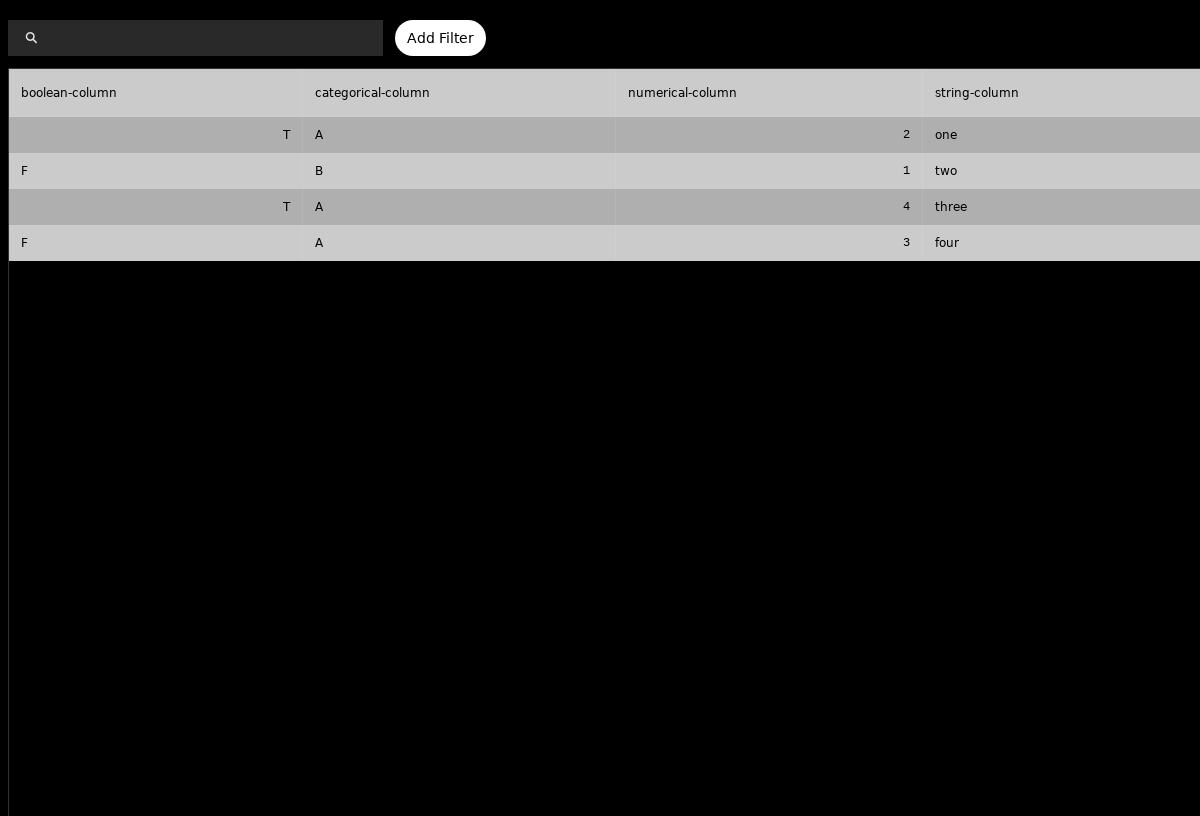 Add Filter
boolean-column categorical-column numerical-column string-column
T A 2 one
F B 1 two
T A 4 three
F A 3 four